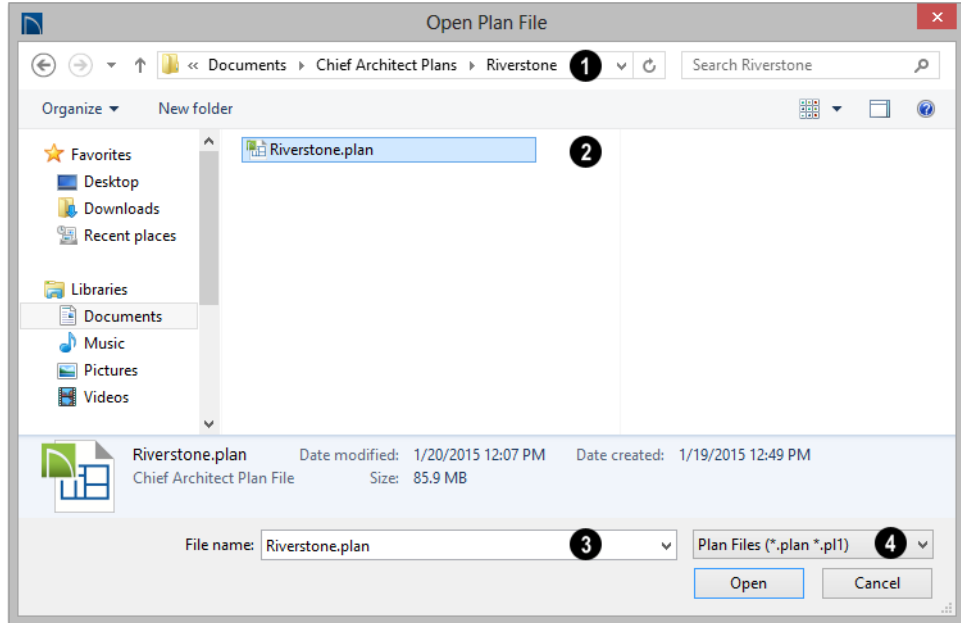 Open Plan File
« Documents Chief Architect Plans Riverstone 1 Search Riverstone
Organize New folder
Favorites
Desktop
Downloads
Recent places
Libraries
Documents
Music
Pictures
Videos
Riverstone.plan 2
Riverstone.plan Date modified: 1/20/2015 12:07 PM Date created: 1/19/2015 12:49 PM
Chief Architect Plan File Size: 85.9 MB
File name: Riverstone.plan 3 Plan Files (*.plan *.pl1) 4
Open Cancel